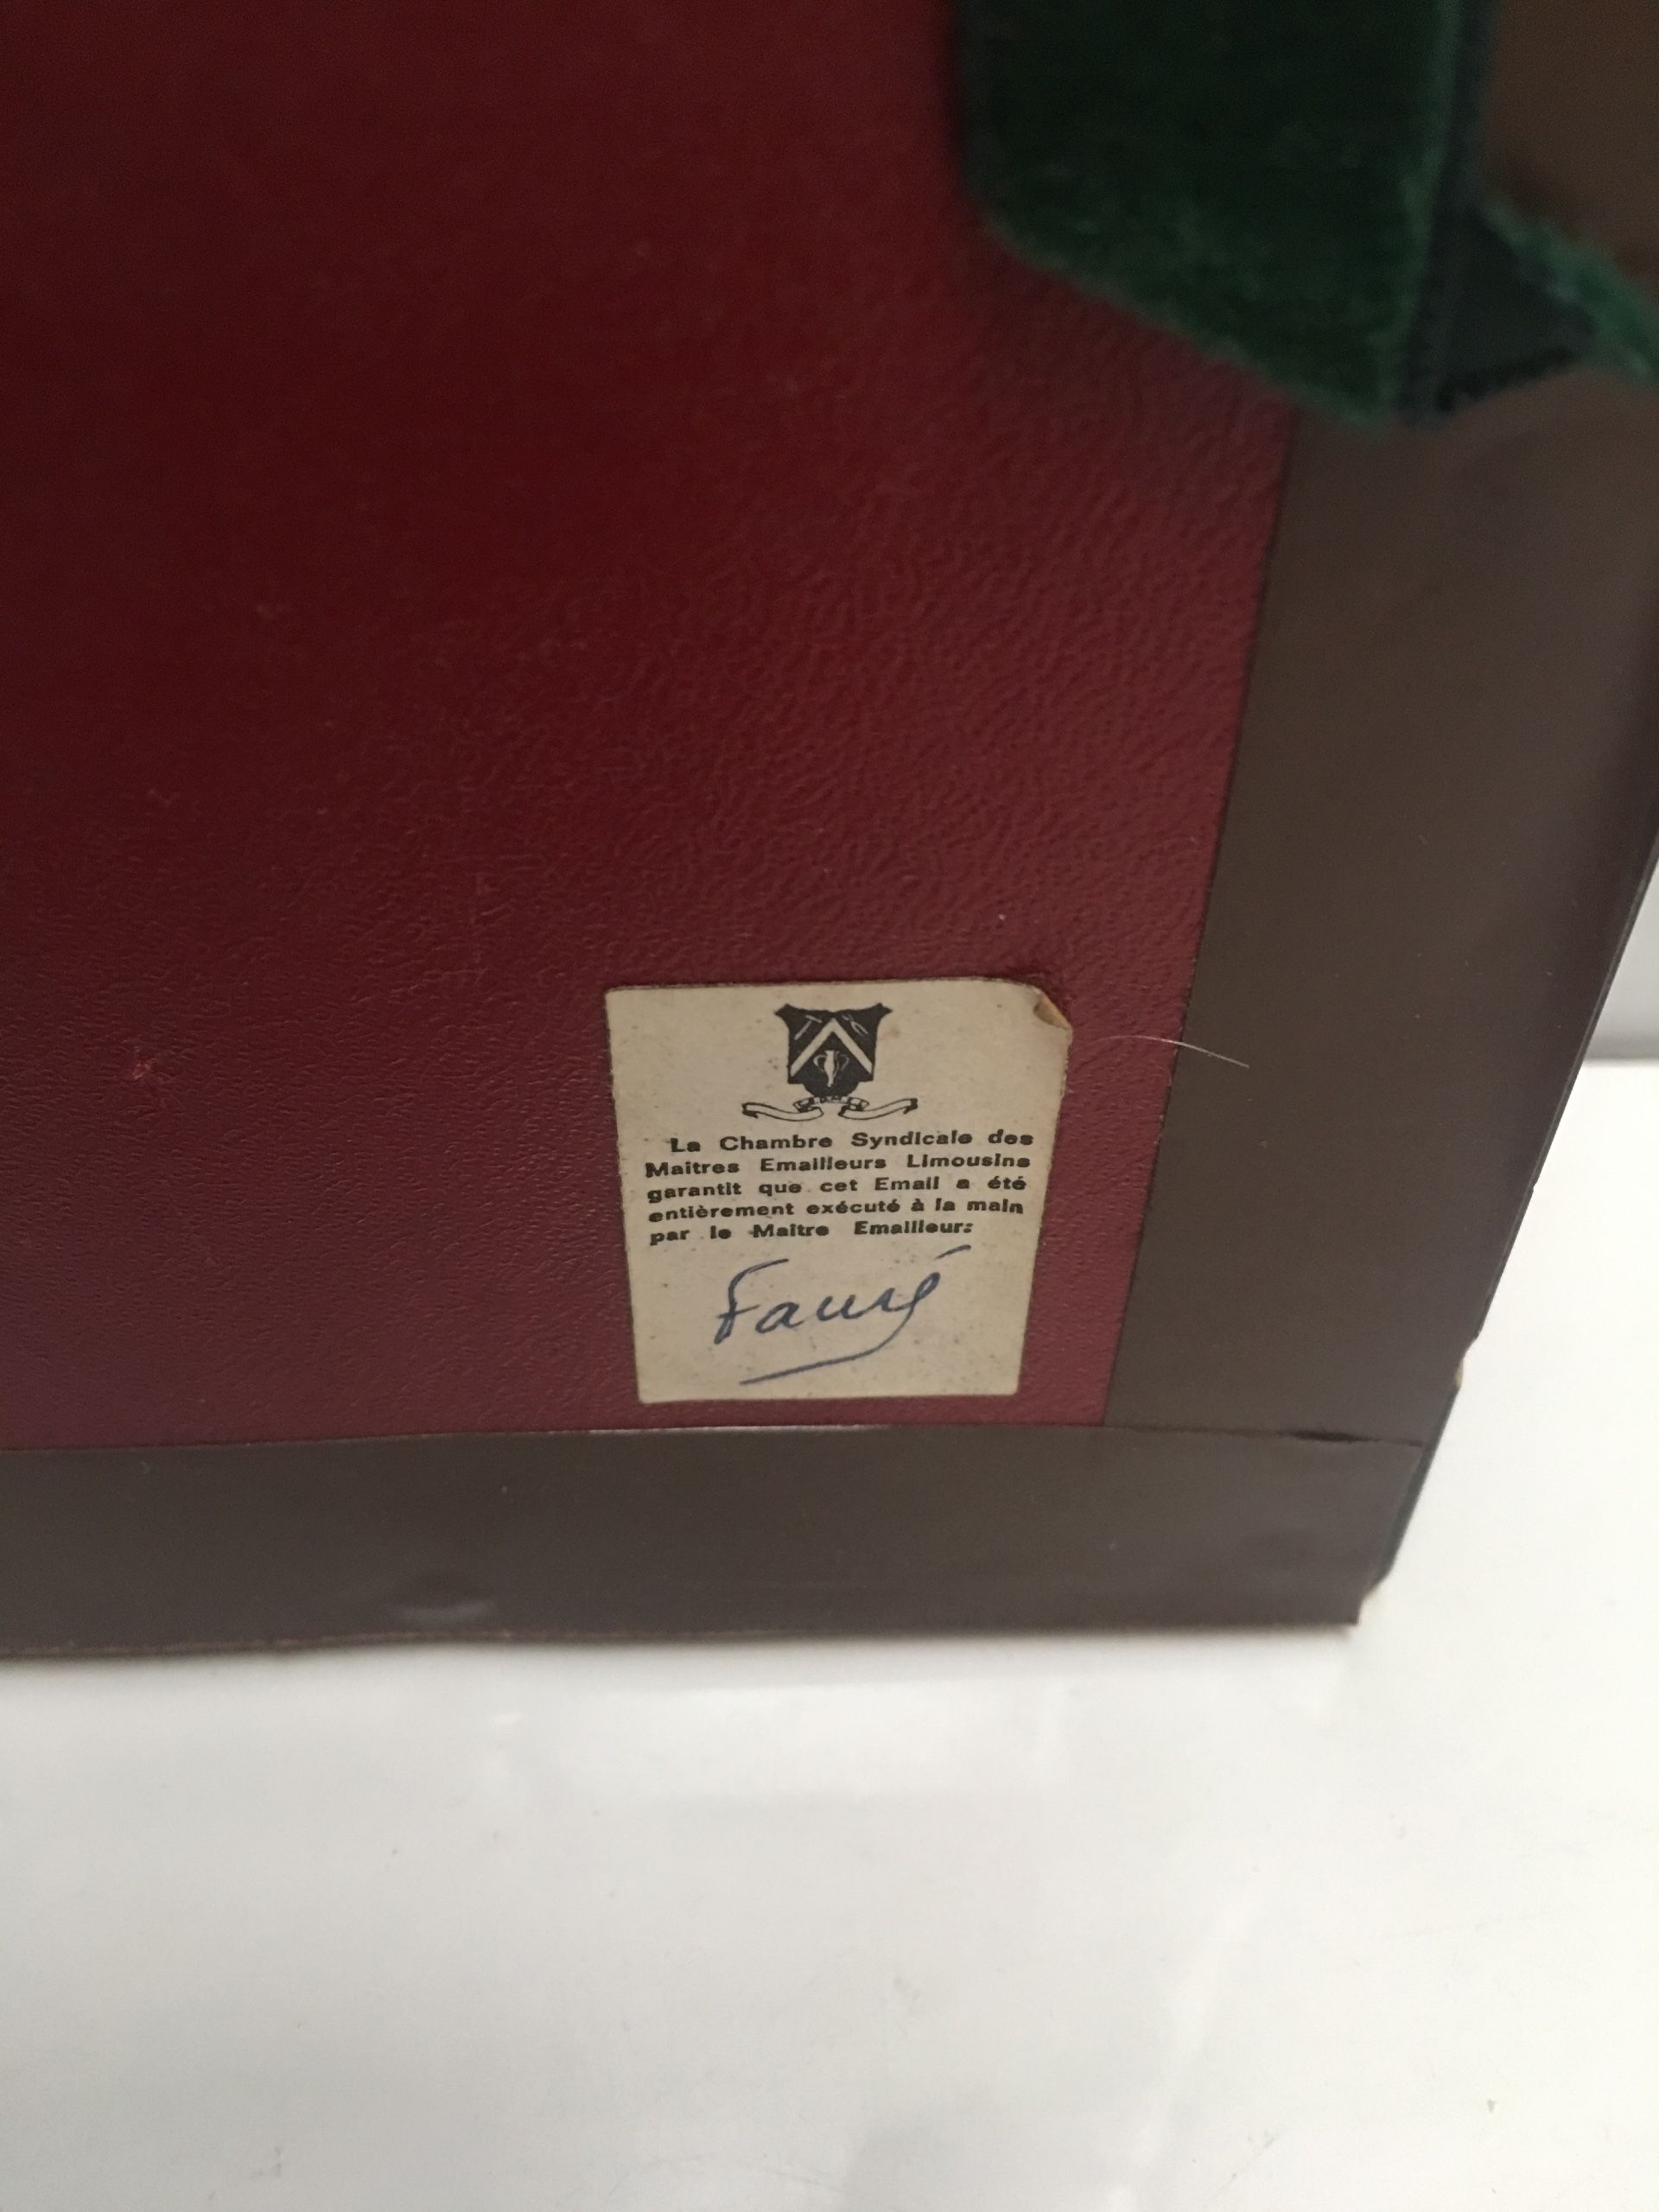 La Chambre Syndicale des
Maitres Emailleurs Limousins
garantit que cet Email a été
entièrement exécuté à la main
par le Maître Emailleur:
Fauré